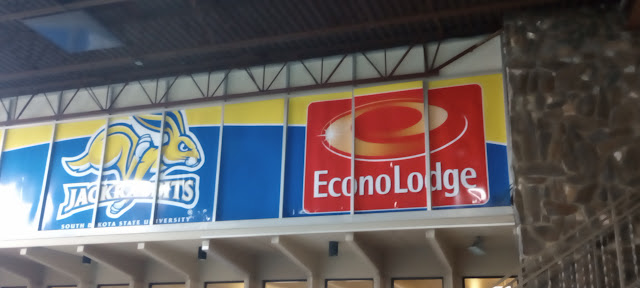 JACKRABBITS
SOUTH DAKOTA STATE UNIVERSITY
EconoLodge